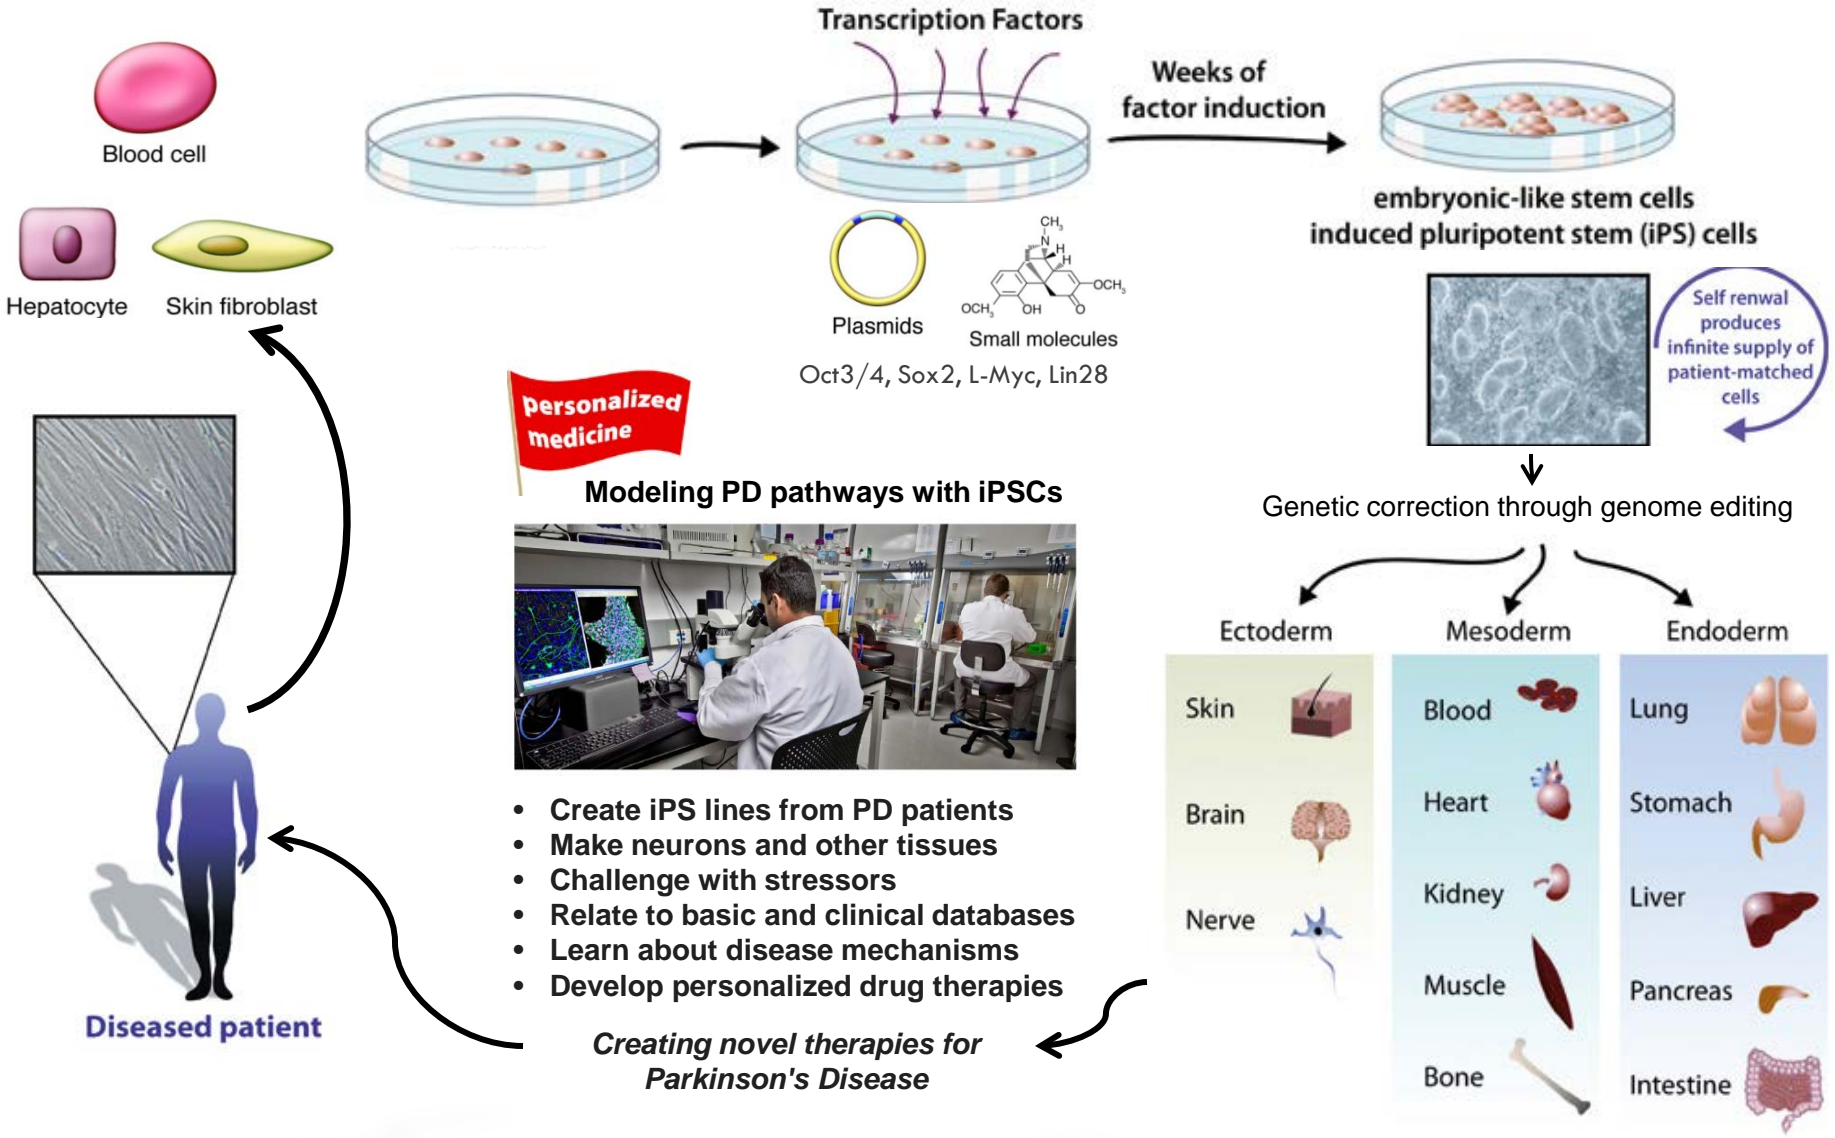 Transcription Factors
Weeks of
factor induction
Blood cell
Hepatocyte
Skin fibroblast
Plasmids
CH₃
N
H
H
OCH₃
OCH₃
OH
O
Small molecules
Oct3/4, Sox2, L-Myc, Lin28
embryonic-like stem cells
induced pluripotent stem (iPS) cells
Self renwal
produces
infinite supply of
patient-matched
cells
personalized
medicine
Modeling PD pathways with iPSCs
Genetic correction through genome editing
Ectoderm
Skin
Brain
Nerve
Mesoderm
Blood
Heart
Kidney
Muscle
Bone
Endoderm
Lung
Stomach
Liver
Pancreas
Intestine
• Create iPS lines from PD patients
• Make neurons and other tissues
• Challenge with stressors
• Relate to basic and clinical databases
• Learn about disease mechanisms
• Develop personalized drug therapies
Creating novel therapies for
Parkinson's Disease
Diseased patient